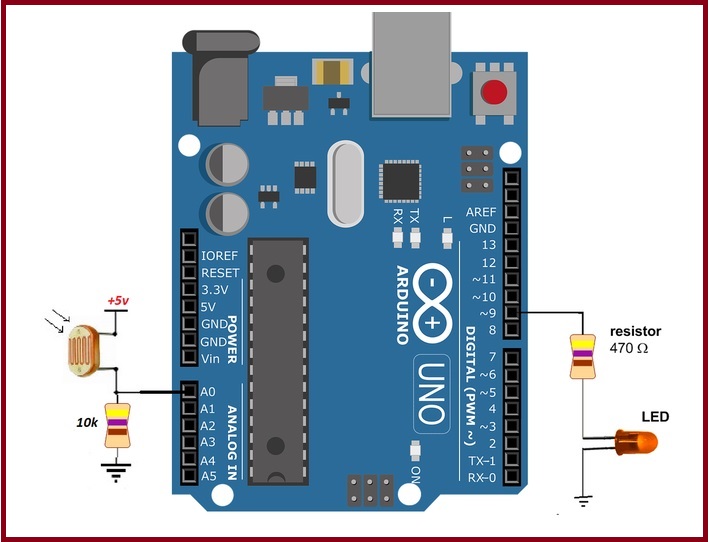 RX
TX
L
AREF
GND
13
12
~11
~10
~9
8
7
~6
~5
4
~3
2
TX-1
RX-0
DIGITAL (PWM ~)
ARDUINO
UNO
ON
IOREF
RESET
3.3V
5V
GND
GND
Vin
POWER
A0
A1
A2
A3
A4
A5
ANALOG IN
+5v
10k
resistor
470 Ω
LED